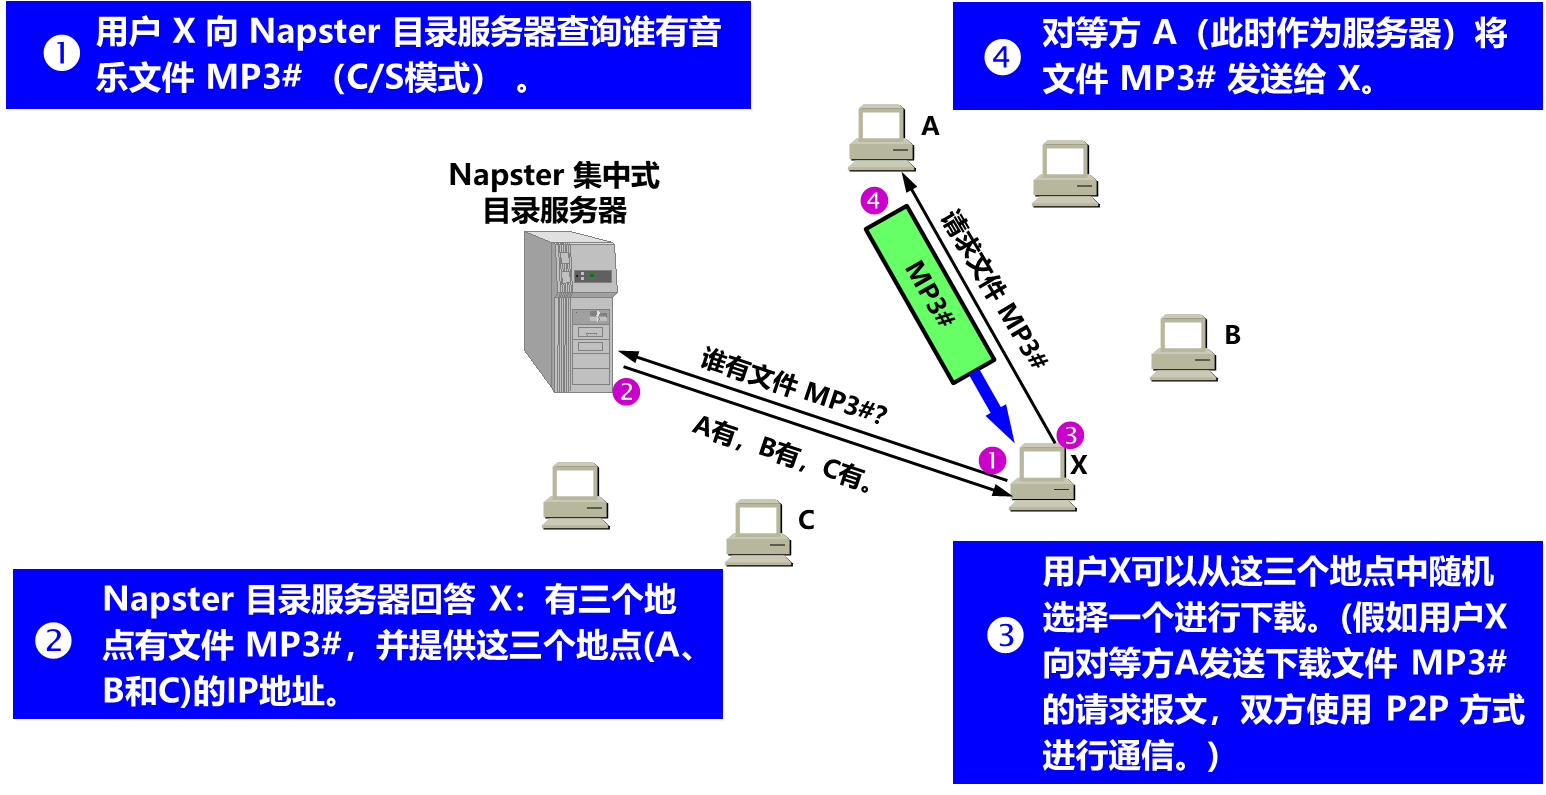 ❶ 用户 X 向 Napster 目录服务器查询谁有音
乐文件 MP3# （C/S模式） 。
❹ 对等方 A（此时作为服务器）将
文件 MP3# 发送给 X。
A
Napster 集中式
目录服务器
❹
请求文件 MP3#
MP3#
B
谁有文件 MP3#?
❷
A有，B有，C有。
❸
❶
X
C
❷ Napster 目录服务器回答 X：有三个地
点有文件 MP3#，并提供这三个地点(A、
B和C)的IP地址。
❸ 用户X可以从这三个地点中随机
选择一个进行下载。(假如用户X
向对等方A发送下载文件 MP3#
的请求报文，双方使用 P2P 方式
进行通信。)